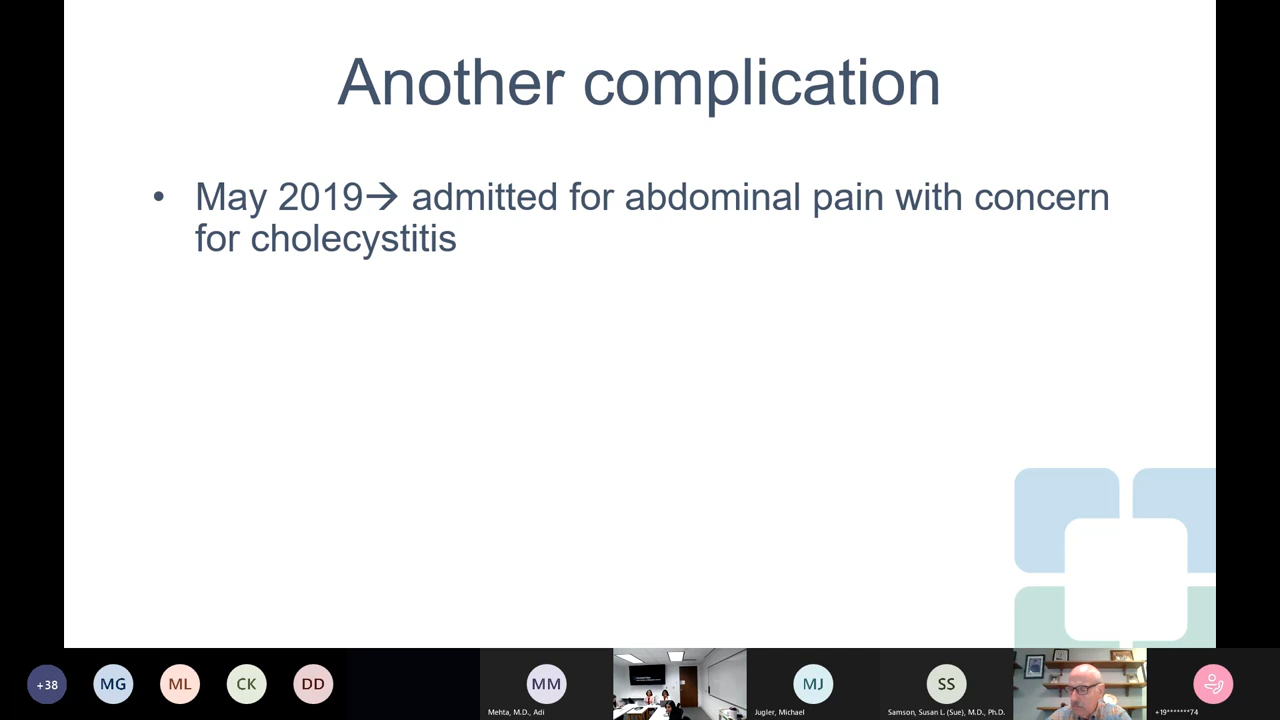 Another complication
• May 2019→ admitted for abdominal pain with concern
for cholecystitis
+38
MG
ML
CK
DD
MM
Mehta, M.D., Adi
MJ
Jugler, Michael
SS
Samson, Susan L. (Sue), M.D., Ph.D.
+19*******74